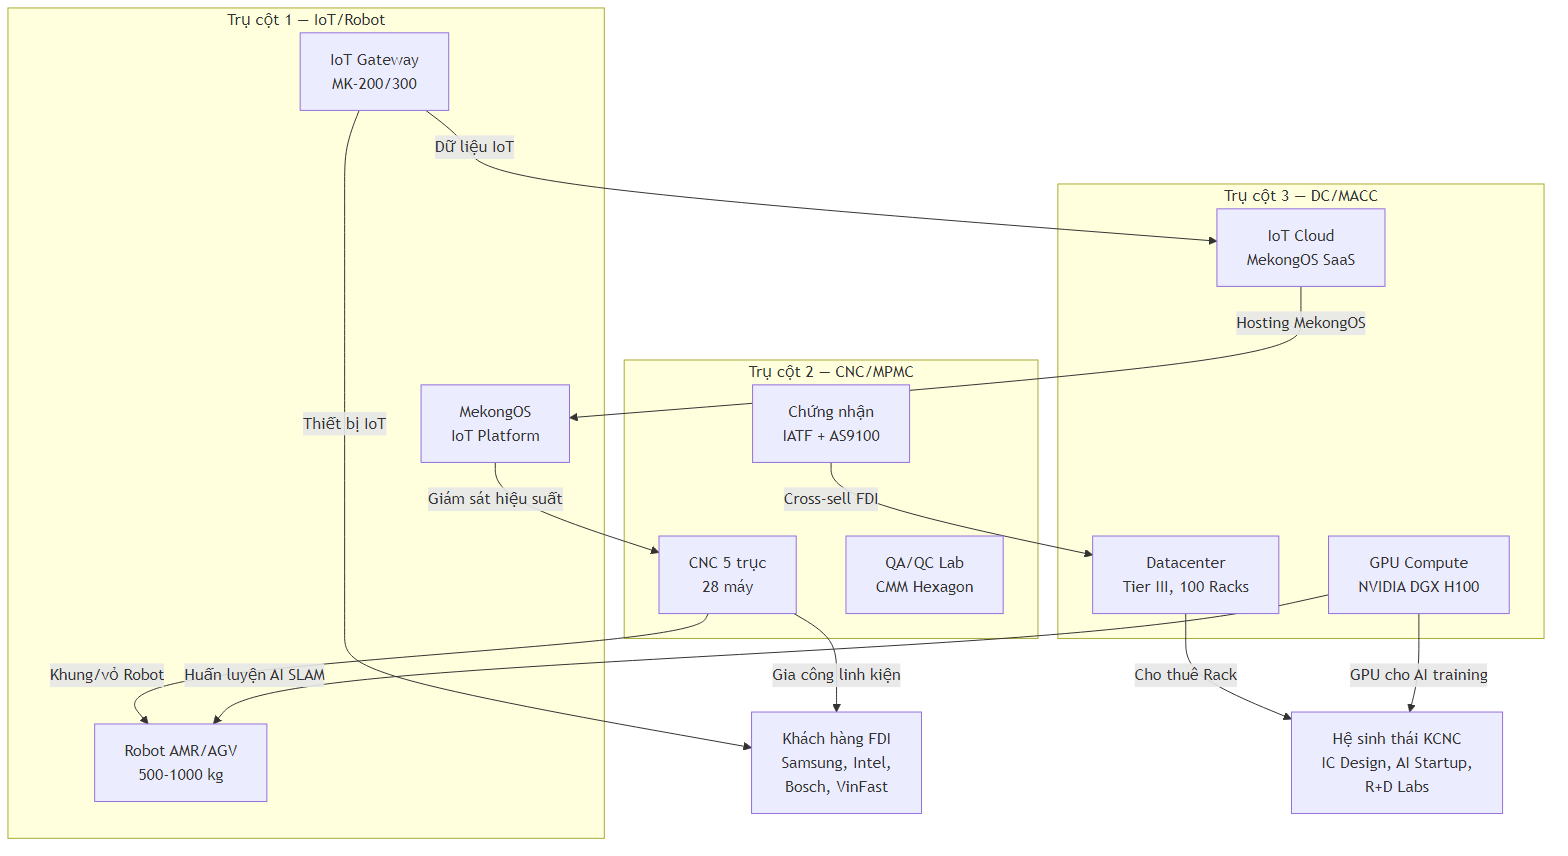 Trụ cột 1 — IoT/Robot
IoT Gateway
MK-200/300
Dữ liệu IoT
Trụ cột 3 — DC/MACC
IoT Cloud
MekongOS SaaS
Hosting MekongOS
Trụ cột 2 — CNC/MPMC
MekongOS
IoT Platform
Chứng nhận
IATF + AS9100
Thiết bị IoT
Giám sát hiệu suất
Cross-sell FDI
CNC 5 trục
28 máy
QA/QC Lab
CMM Hexagon
Datacenter
Tier III, 100 Racks
GPU Compute
NVIDIA DGX H100
Khung/vỏ Robot
Huấn luyện AI SLAM
Gia công linh kiện
Cho thuê Rack
GPU cho AI training
Robot AMR/AGV
500-1000 kg
Khách hàng FDI
Samsung, Intel,
Bosch, VinFast
Hệ sinh thái KCNC
IC Design, AI Startup,
R+D Labs